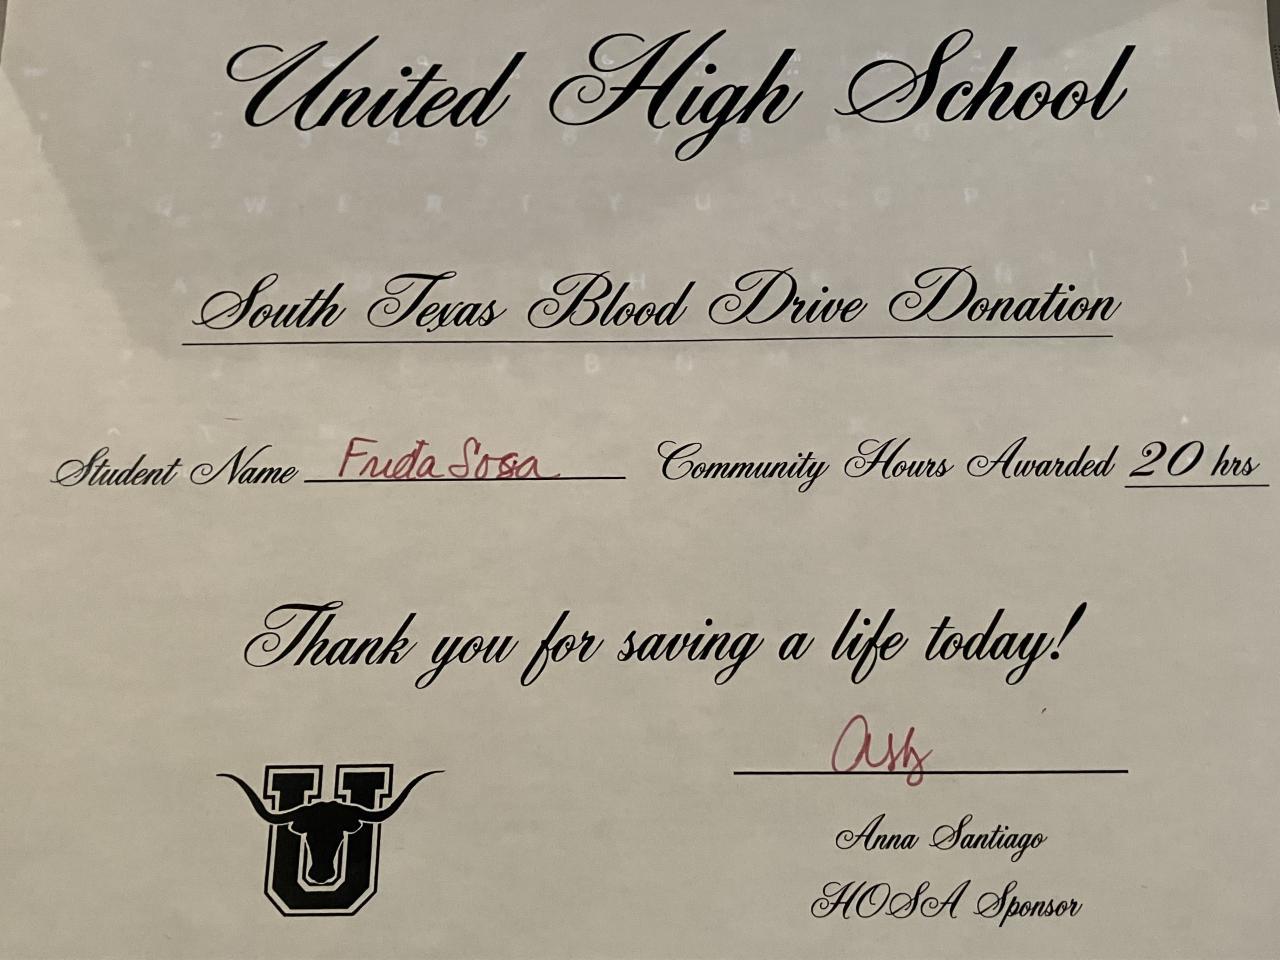 United High School
South Texas Blood Drive Donation
Student Name Frida Sosa Community Hours Awarded 20 hrs
Thank you for saving a life today!
U
Anna Santiago
HOSA Sponsor